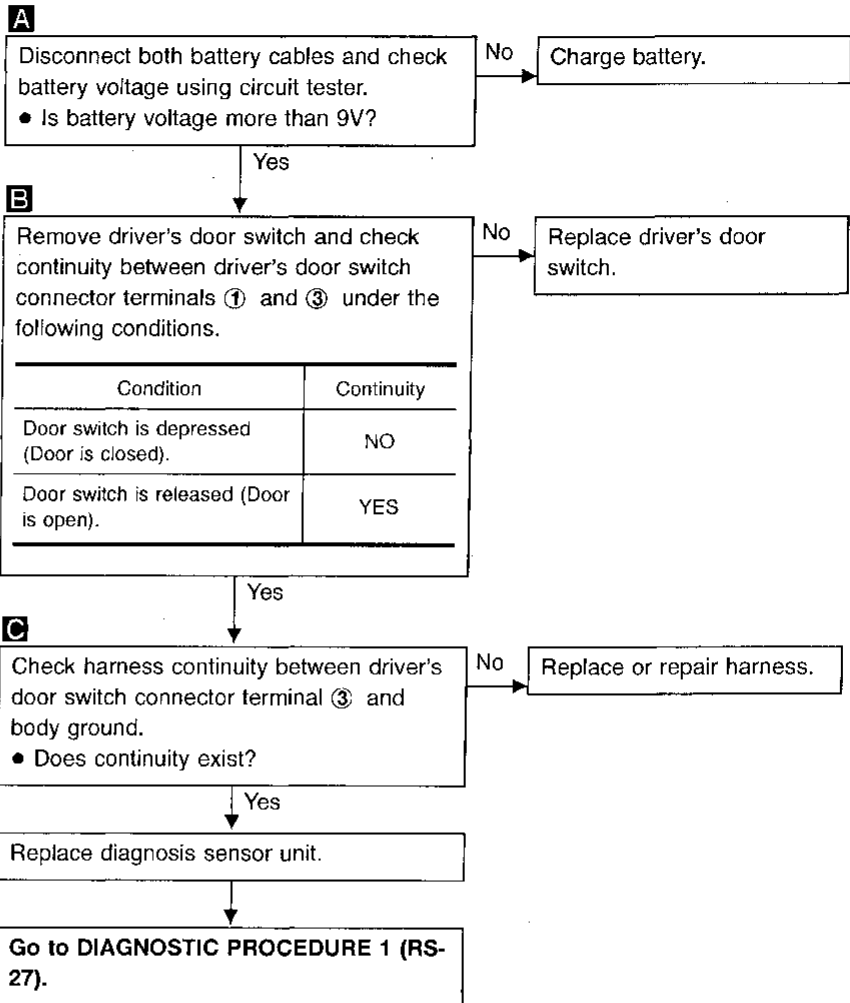 A
Disconnect both battery cables and check
battery voltage using circuit tester.
● Is battery voltage more than 9V?
No
Charge battery.
Yes
B
Remove driver's door switch and check
continuity between driver's door switch
connector terminals ① and ③ under the
following conditions.
Condition Continuity
Door switch is depressed
(Door is closed).
NO
Door switch is released (Door
is open).
YES
No
Replace driver's door
switch.
Yes
C
Check harness continuity between driver's
door switch connector terminal ③ and
body ground.
● Does continuity exist?
No
Replace or repair harness.
Yes
Replace diagnosis sensor unit.
Go to DIAGNOSTIC PROCEDURE 1 (RS-
27).